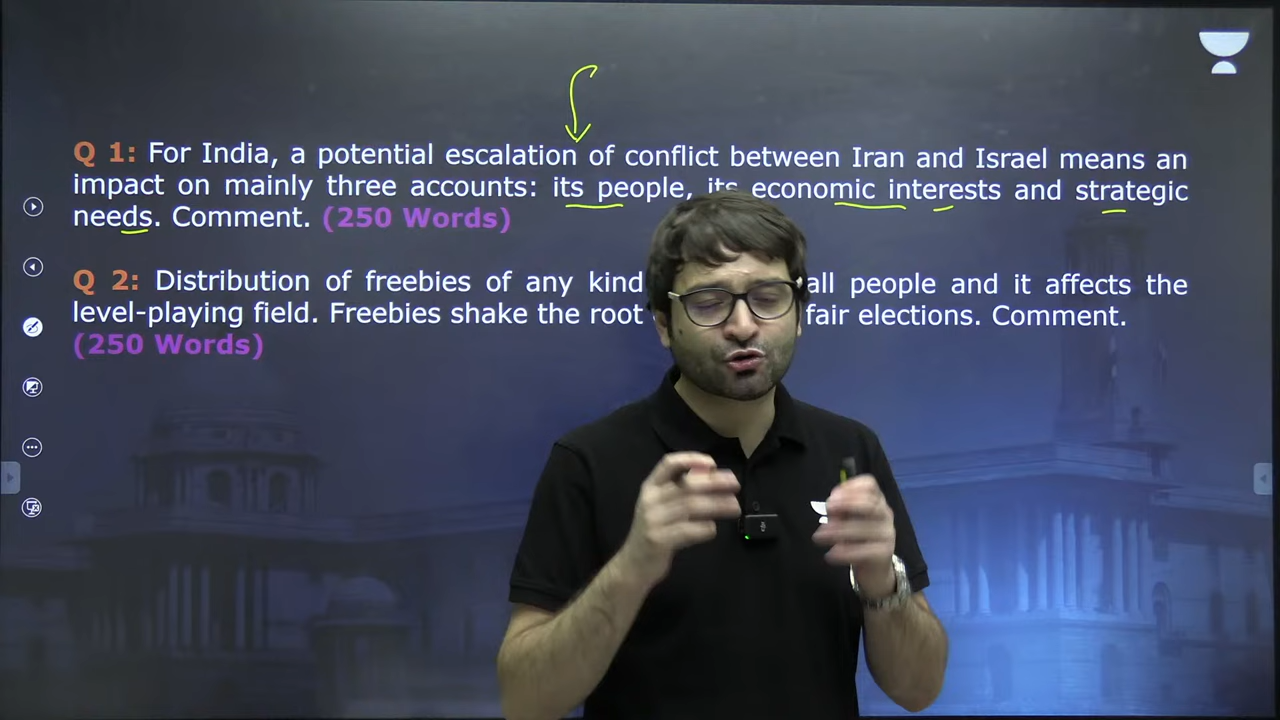 Q 1: For India, a potential escalation of conflict between Iran and Israel means an
impact on mainly three accounts: its people, its economic interests and strategic
needs. Comment. (250 Words)
Q 2: Distribution of freebies of any kind all people and it affects the
level-playing field. Freebies shake the root fair elections. Comment.
(250 Words)